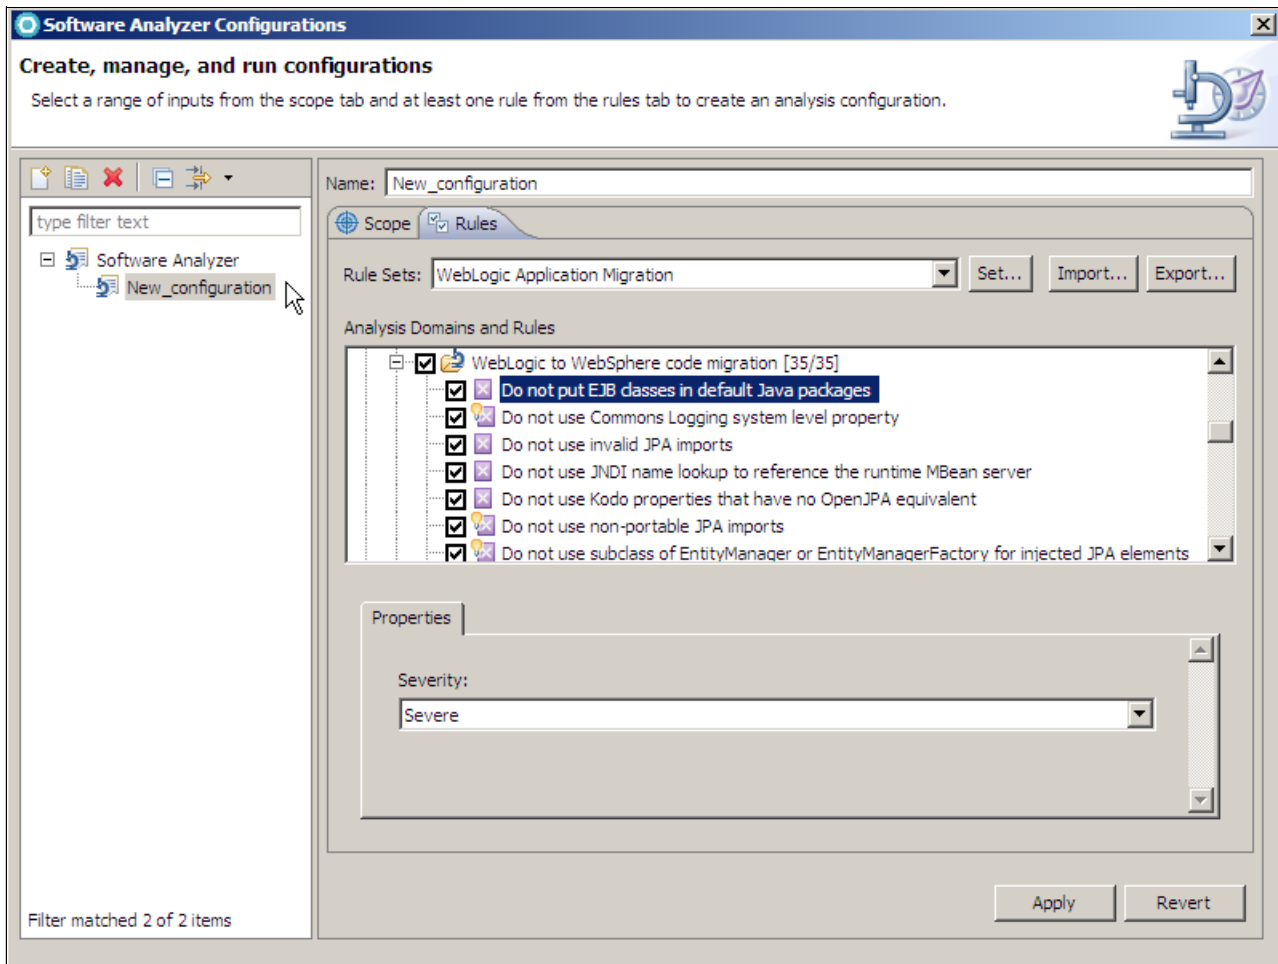 Software Analyzer Configurations
Create, manage, and run configurations
Select a range of inputs from the scope tab and at least one rule from the rules tab to create an analysis configuration.
type filter text
Software Analyzer
New_configuration
Filter matched 2 of 2 items
Name: New_configuration
Scope Rules
Rule Sets: WebLogic Application Migration Set... Import... Export...
Analysis Domains and Rules
WebLogic to WebSphere code migration [35/35]
Do not put EJB classes in default Java packages
Do not use Commons Logging system level property
Do not use invalid JPA imports
Do not use JNDI name lookup to reference the runtime MBean server
Do not use Kodo properties that have no OpenJPA equivalent
Do not use non-portable JPA imports
Do not use subclass of EntityManager or EntityManagerFactory for injected JPA elements
Properties
Severity:
Severe
Apply Revert